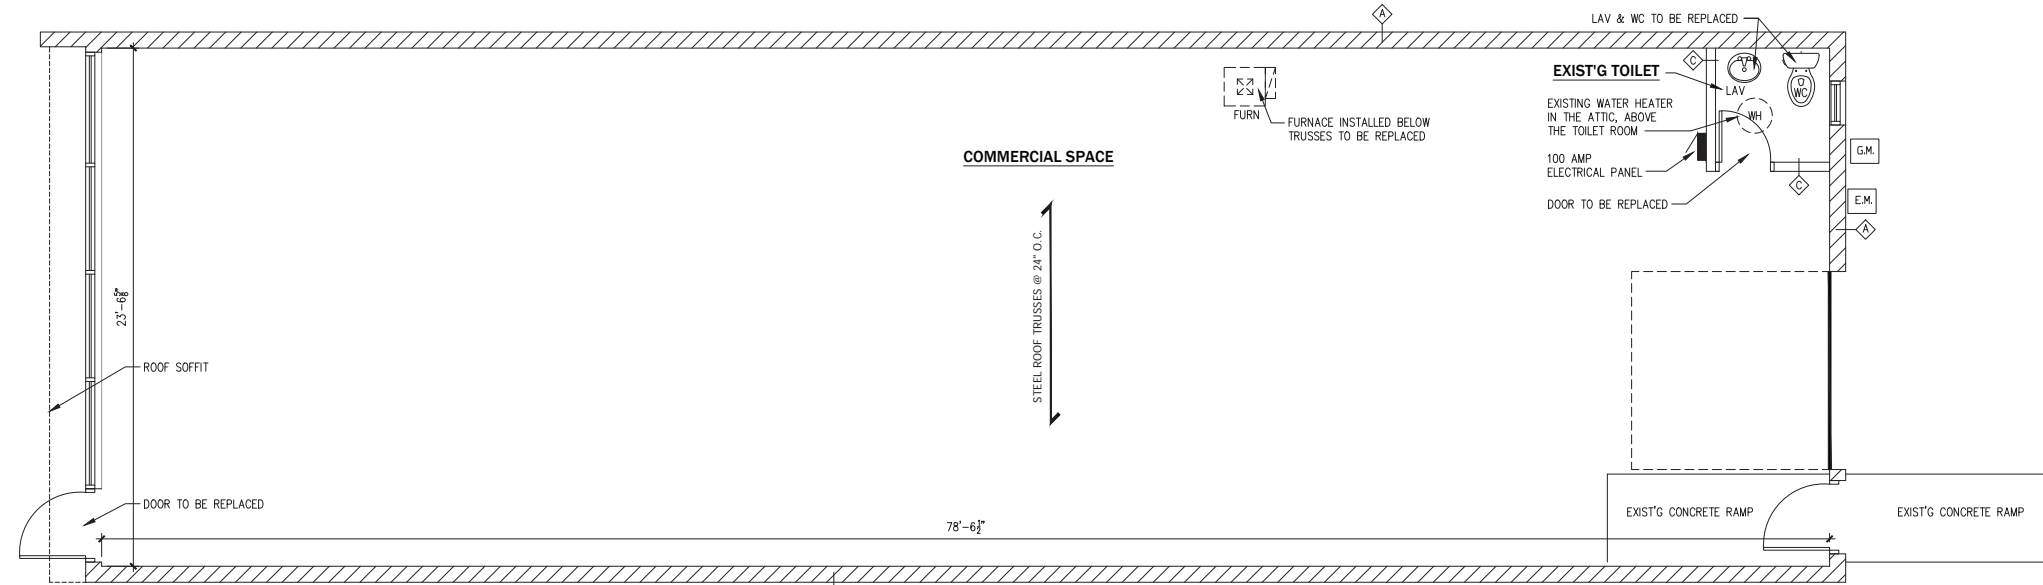 A
LAV & WC TO BE REPLACED
C
EXIST'G TOILET
LAV
WC
EXISTING WATER HEATER
IN THE ATTIC, ABOVE
THE TOILET ROOM
WH
FURN
FURNACE INSTALLED BELOW
TRUSSES TO BE REPLACED
COMMERCIAL SPACE
100 AMP
ELECTRICAL PANEL
G.M.
C
DOOR TO BE REPLACED
E.M.
A
STEEL ROOF TRUSSES @ 24" O.C.
23'-6⅝"
ROOF SOFFIT
DOOR TO BE REPLACED
78'-6½"
EXIST'G CONCRETE RAMP
EXIST'G CONCRETE RAMP